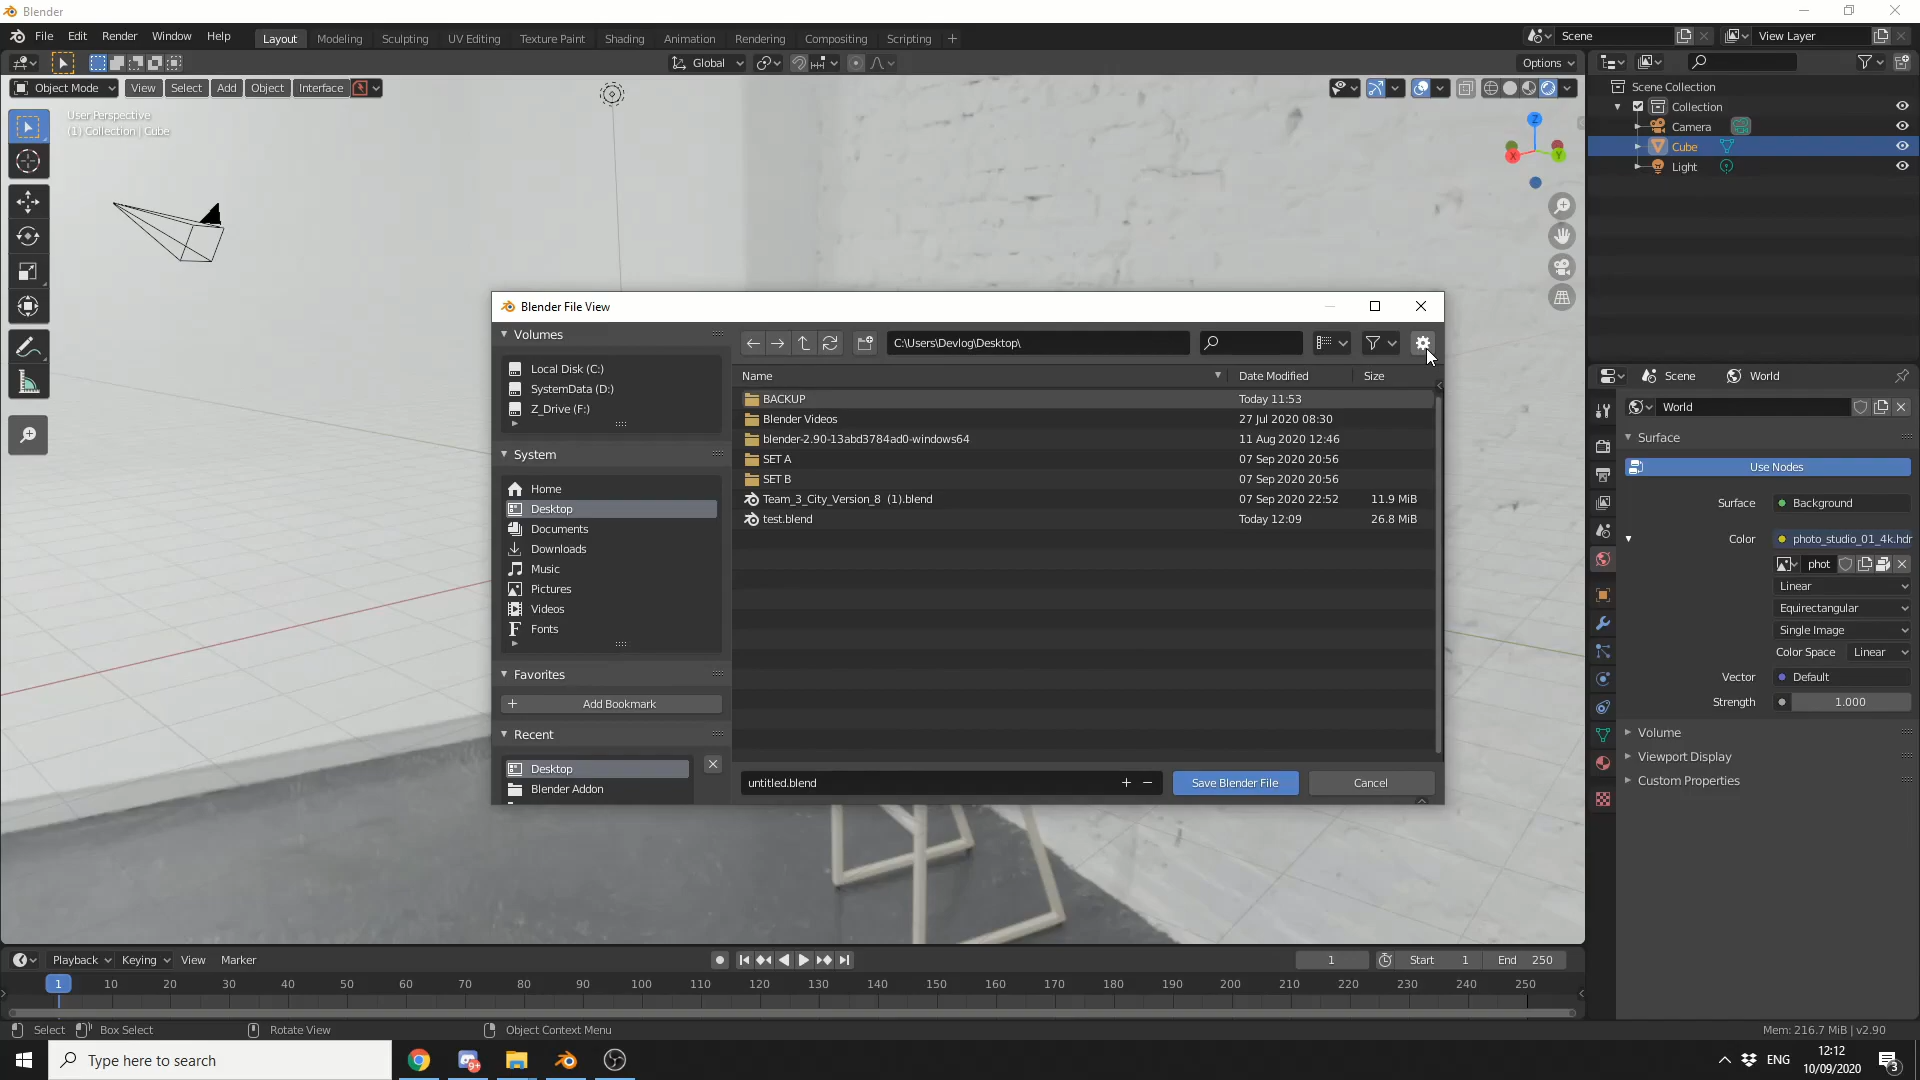 Blender
File Edit Render Window Help
Layout Modeling Sculpting UV Editing Texture Paint Shading Animation Rendering Compositing Scripting +
Scene
View Layer
Global
Options
Object Mode View Select Add Object Interface
User Perspective
(1) Collection | Cube
Z
X
Y
Scene Collection
Collection
Camera
Cube
Light
Blender File View
Volumes
Local Disk (C:)
SystemData (D:)
Z_Drive (F:)
System
Home
Desktop
Documents
Downloads
Music
Pictures
Videos
Fonts
Favorites
Add Bookmark
Recent
Desktop
Blender Addon
C:\Users\Devlog\Desktop\
Name Date Modified Size
BACKUP Today 11:53
Blender Videos 27 Jul 2020 08:30
blender-2.90-13abd3784ad0-windows64 11 Aug 2020 12:46
SET A 07 Sep 2020 20:56
SET B 07 Sep 2020 20:56
Team_3_City_Version_8 (1).blend 07 Sep 2020 22:52 11.9 MiB
test.blend Today 12:09 26.8 MiB
untitled.blend
Save Blender File
Cancel
Scene World
World
Surface
Use Nodes
Surface Background
Color photo_studio_01_4k.hdr
phot
Linear
Equirectangular
Single Image
Color Space Linear
Vector Default
Strength 1.000
Volume
Viewport Display
Custom Properties
Playback Keying View Marker
1 Start 1 End 250
1 10 20 30 40 50 60 70 80 90 100 110 120 130 140 150 160 170 180 190 200 210 220 230 240 250
Select Box Select Rotate View Object Context Menu
Mem: 216.7 MiB | v2.90
Type here to search
9+
ENG
12:12
10/09/2020
3